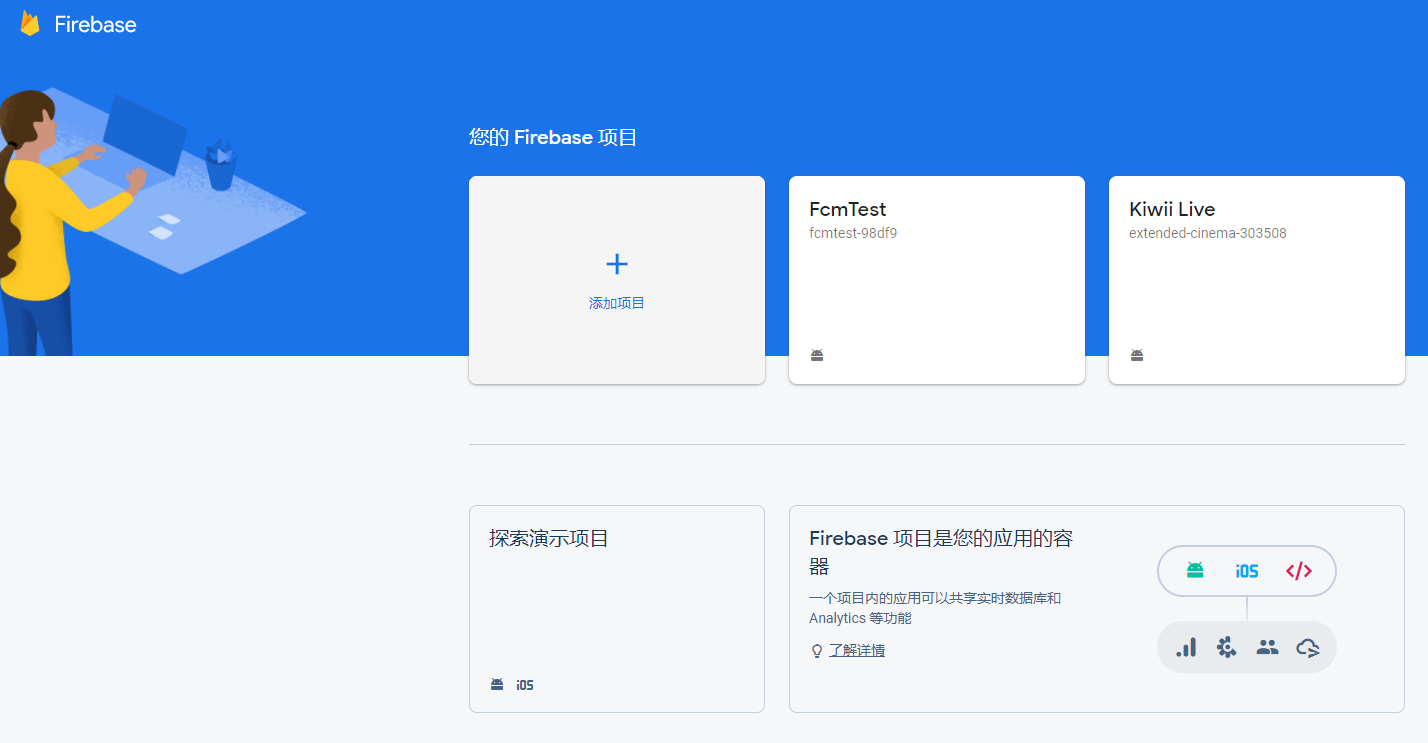 Firebase
您的 Firebase 项目
添加项目
FcmTest
fcmtest-98df9
Kiwii Live
extended-cinema-303508
探索演示项目
iOS
Firebase 项目是您的应用的容
器
一个项目内的应用可以共享实时数据库和
Analytics 等功能
了解详情
iOS